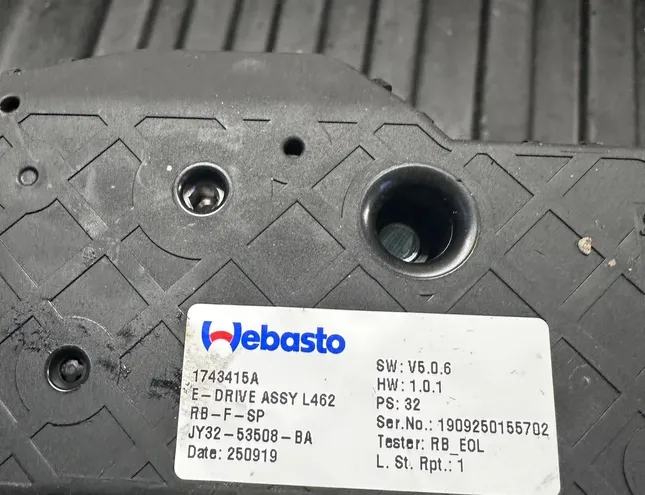 Webasto
1743415A
E-DRIVE ASSY L462
RB-F-SP
JY32-53508-BA
Date: 250919
SW: V5.0.6
HW: 1.0.1
PS: 32
Ser.No.: 1909250155702
Tester: RB_EOL
L. St. Rpt.: 1